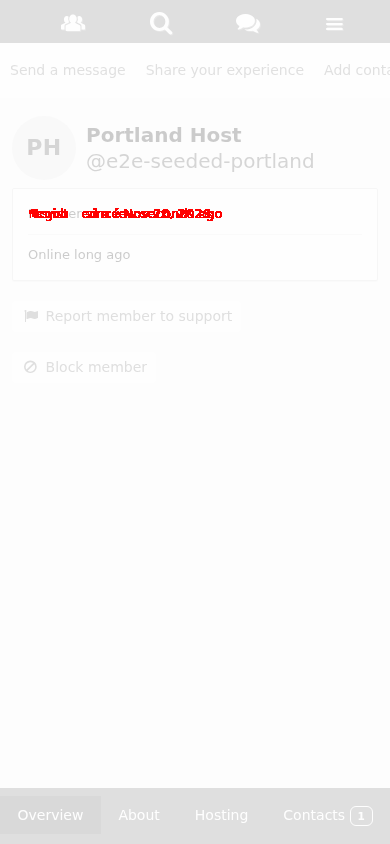 Send a message Share your experience Add conta
PH
Portland Host
@e2e-seeded-portland
Online long ago
Report member to support
Block member
Overview About Hosting Contacts 1